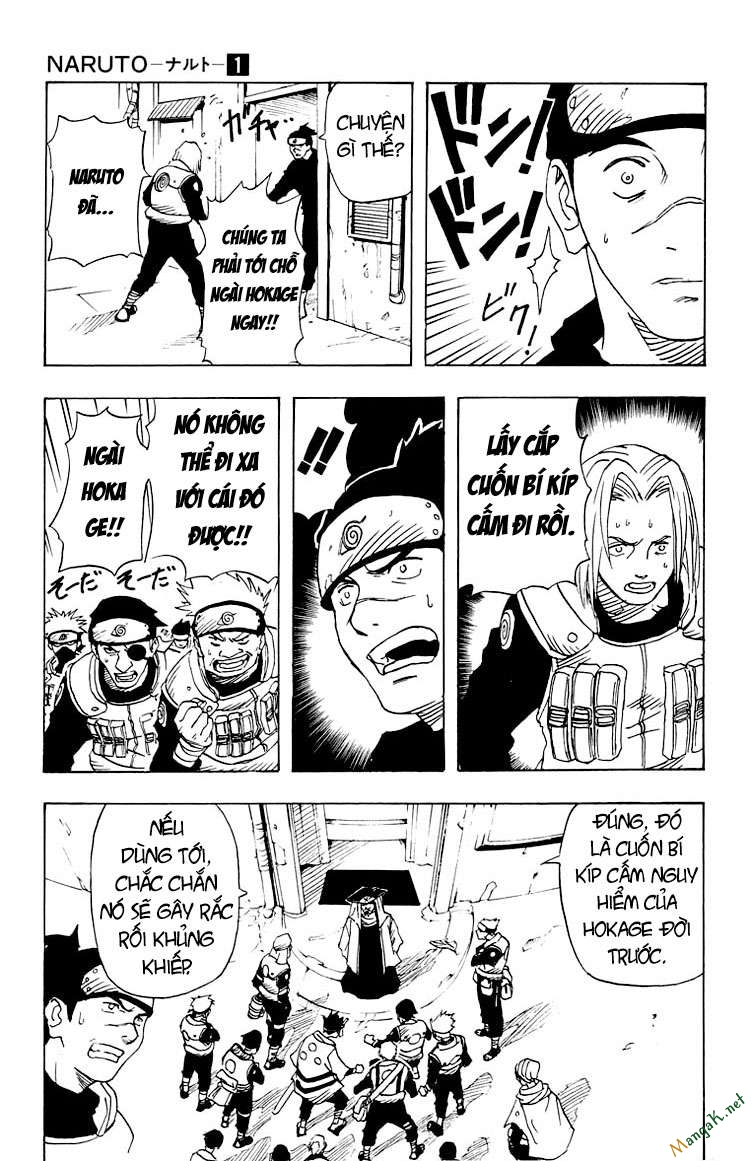 NARUTO—ナルト—1
ドン!
ドン!
ビク!
ガチャ…
CHUYỆN
GÌ THẾ?
CHÚNG TA
PHẢI TỚI CHỖ
NGÀI HOKAGE
NGAY!!
NARUTO
ĐÃ...
LẤY CẮP
CUỐN BÍ KÍP
CẤM ĐI RỒI.
!!
NÓ KHÔNG
THỂ ĐI XA
VỚI CÁI ĐÓ
ĐƯỢC!!
NGÀI
HOKA
GE!!
そーだ
そーだ
ĐÚNG, ĐÓ
LÀ CUỐN BÍ
KÍP CẤM NGUY
HIỂM CỦA
HOKAGE ĐỜI
TRƯỚC.
NẾU
DÙNG TỚI,
CHẮC CHẮN
NÓ SẼ GÂY RẮC
RỐI KHỦNG
KHIẾP.
MangaK.net